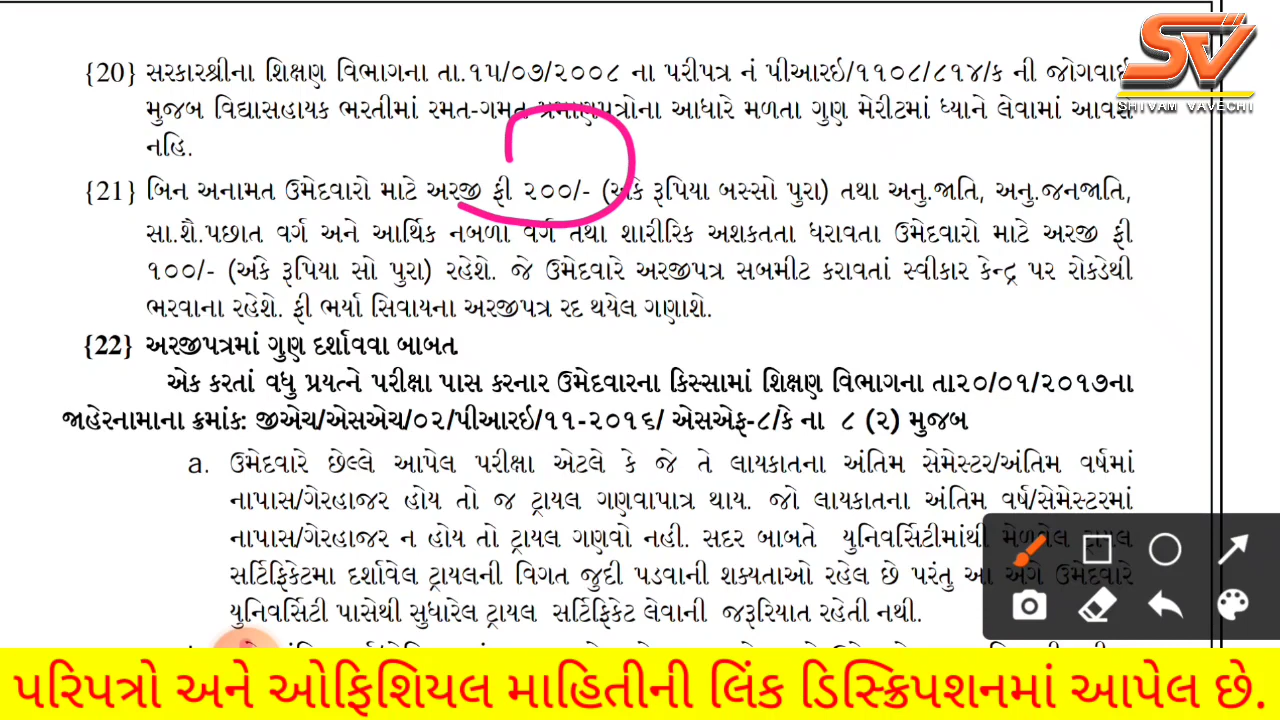 SV
SHIVAM VAVECHI
{20} સરકારશ્રીના શિક્ષણ વિભાગના તા.૧૫/૦૭/૨૦૦૮ ના પરીપત્ર નં પીઆરઇ/૧૧૦૮/૮૧૪/ક ની જોગવાઇ
મુજબ વિદ્યાસહાયક ભરતીમાં રમત-ગમત પ્રમાણપત્રોના આધારે મળતા ગુણ મેરીટમાં ધ્યાને લેવામાં આવશે
નહિ.
{21} બિન અનામત ઉમેદવારો માટે અરજી ફી ૨૦૦/- (અંકે રૂપિયા બસ્સો પુરા) તથા અનુ.જાતિ, અનુ.જનજાતિ,
સા.શૈ.પછાત વર્ગ અને આર્થિક નબળા વર્ગ તથા શારીરિક અશકતતા ધરાવતા ઉમેદવારો માટે અરજી ફી
૧૦૦/- (અંકે રૂપિયા સો પુરા) રહેશે. જે ઉમેદવારે અરજીપત્ર સબમીટ કરાવતાં સ્વીકાર કેન્દ્ર પર રોકડેથી
ભરવાના રહેશે. ફી ભર્યા સિવાયના અરજીપત્ર રદ થયેલ ગણાશે.
{22} અરજીપત્રમાં ગુણ દર્શાવવા બાબત
એક કરતાં વધુ પ્રયત્ને પરીક્ષા પાસ કરનાર ઉમેદવારના કિસ્સામાં શિક્ષણ વિભાગના તા૨૦/૦૧/૨૦૧૭ના
જાહેરનામાના ક્રમાંક: જીએચ/એસએચ/૦૨/પીઆરઇ/૧૧-૨૦૧૬/ એસએફ-૮/કે ના ૮ (૨) મુજબ
a. ઉમેદવારે છેલ્લે આપેલ પરીક્ષા એટલે કે જે તે લાયકાતના અંતિમ સેમેસ્ટર/અંતિમ વર્ષમાં
નાપાસ/ગેરહાજર હોય તો જ ટ્રાયલ ગણવાપાત્ર થાય. જો લાયકાતના અંતિમ વર્ષ/સેમેસ્ટરમાં
નાપાસ/ગેરહાજર ન હોય તો ટ્રાયલ ગણવો નહી. સદર બાબતે યુનિવર્સિટીમાંથી મેળવેલ ટ્રાયલ
સર્ટિફિકેટમા દર્શાવેલ ટ્રાયલની વિગત જુદી પડવાની શક્યતાઓ રહેલ છે પરંતુ આ અંગે ઉમેદવારે
યુનિવર્સિટી પાસેથી સુધારેલ ટ્રાયલ સર્ટિફિકેટ લેવાની જરૂરિયાત રહેતી નથી.
પરિપત્રો અને ઓફિશિયલ માહિતીની લિંક ડિસ્ક્રિપશનમાં આપેલ છે.